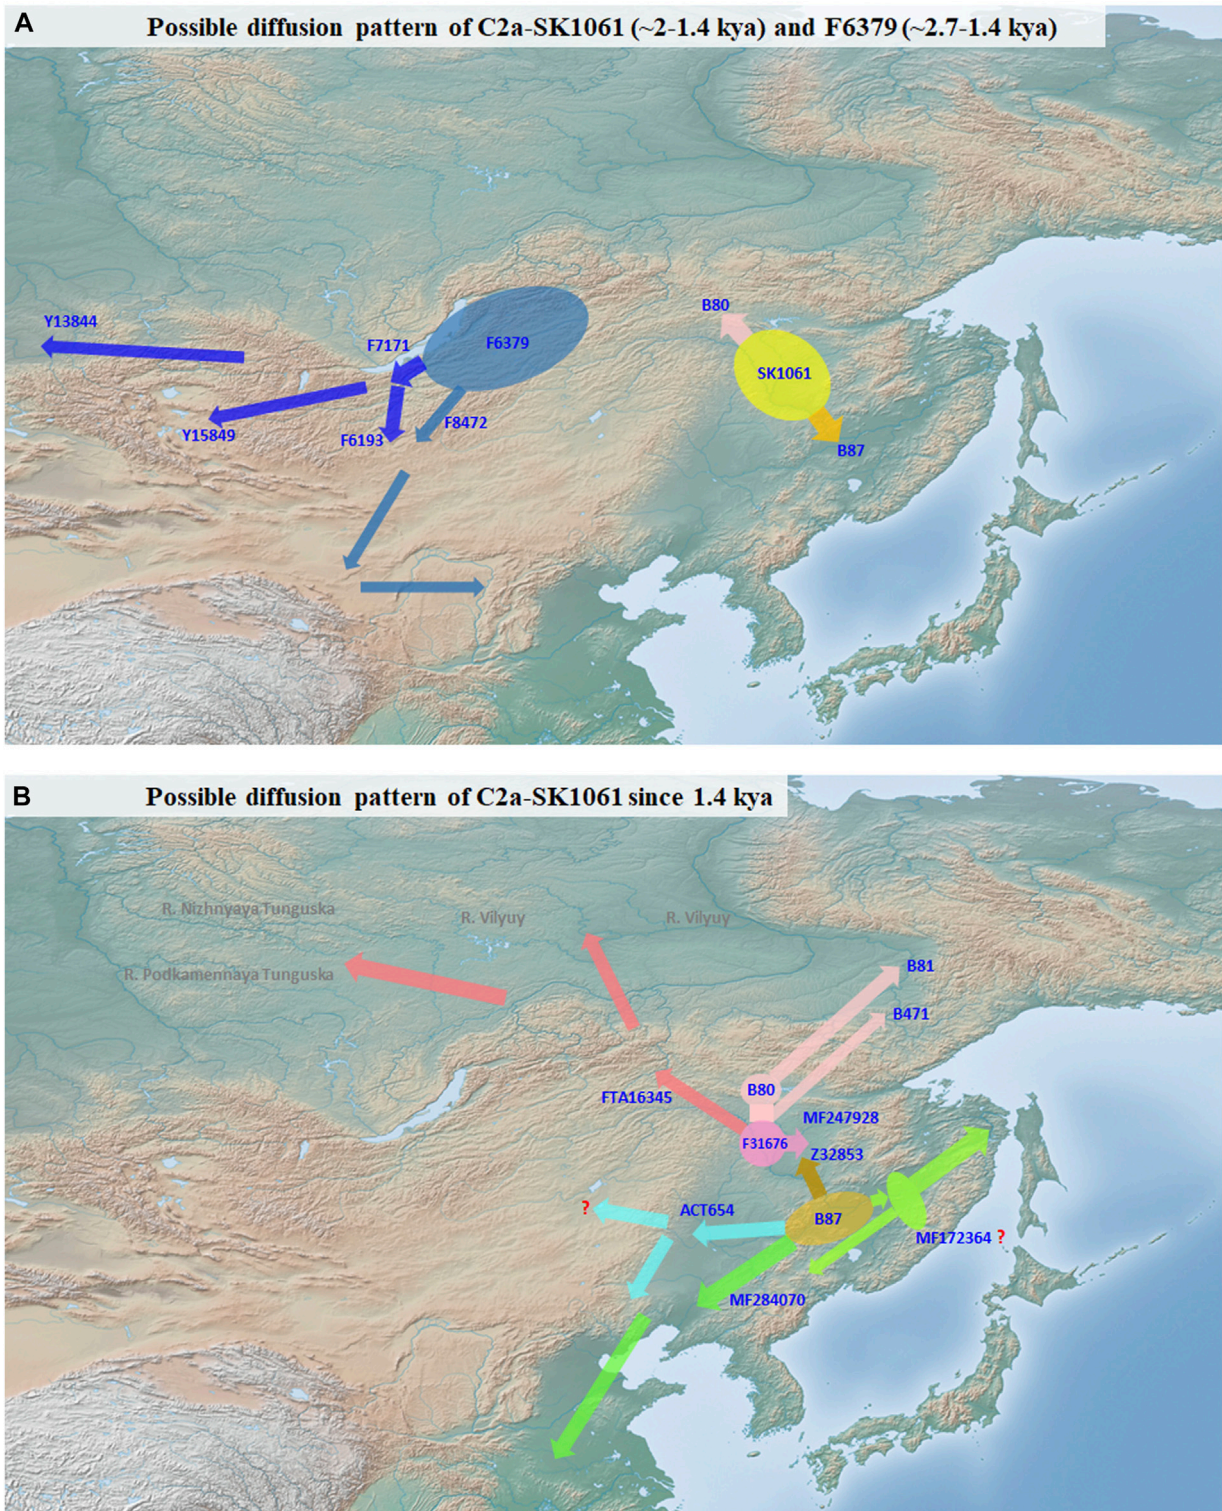 A
Possible diffusion pattern of C2a-SK1061 (~2-1.4 kya) and F6379 (~2.7-1.4 kya)
B80
Y13844
F7171
F6379
SK1061
F8472
Y15849
F6193
B87
B
Possible diffusion pattern of C2a-SK1061 since 1.4 kya
R. Nizhnyaya Tunguska
R. Vilyuy
R. Vilyuy
R. Podkamennaya Tunguska
B81
B471
B80
FTA16345
MF247928
F31676
Z32853
?
ACT654
B87
MF172364 ?
MF284070